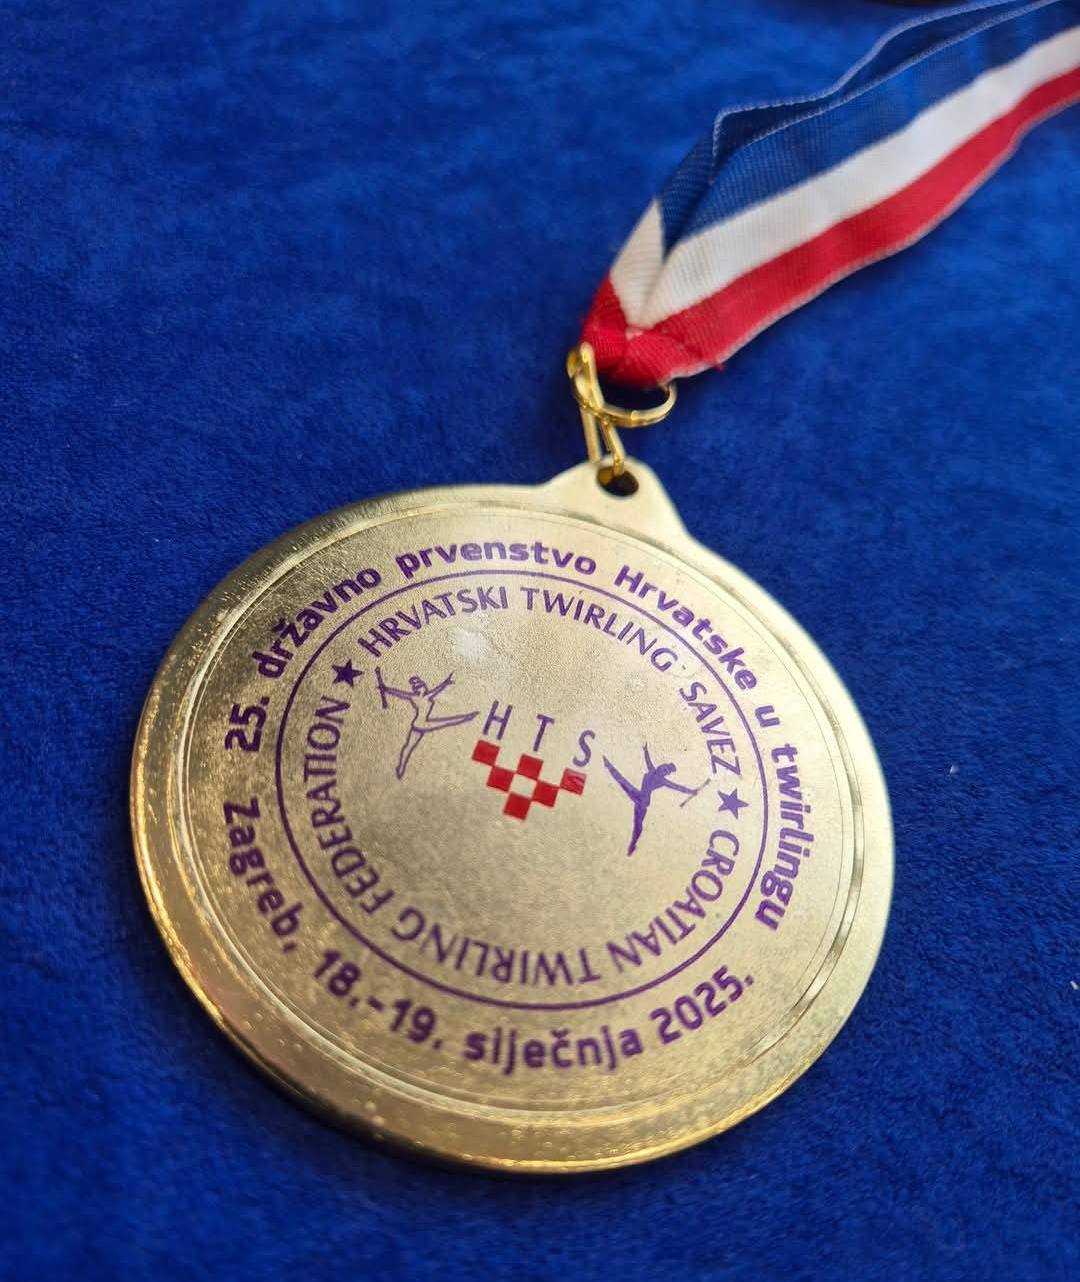 25. državno prvenstvo Hrvatske u twirlingu
Zagreb, 18.-19. siječnja 2025.
★ HRVATSKI TWIRLING SAVEZ ★ CROATIAN TWIRLING FEDERATION
HTS